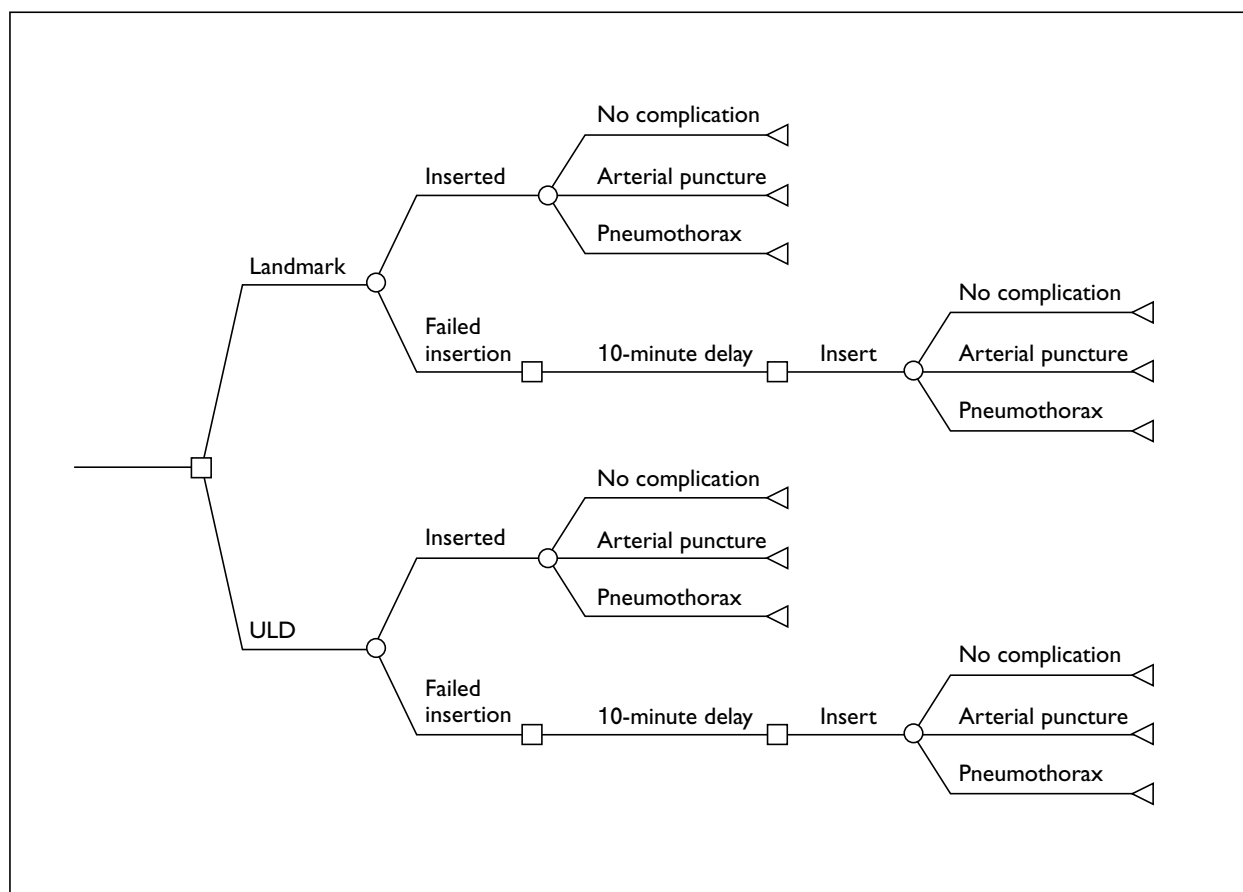 No complication
Arterial puncture
Inserted
Pneumothorax
Landmark
No complication
Failed
insertion
10-minute delay
Insert
Arterial puncture
Pneumothorax
No complication
Inserted
Arterial puncture
Pneumothorax
ULD
No complication
Failed
insertion
10-minute delay
Insert
Arterial puncture
Pneumothorax